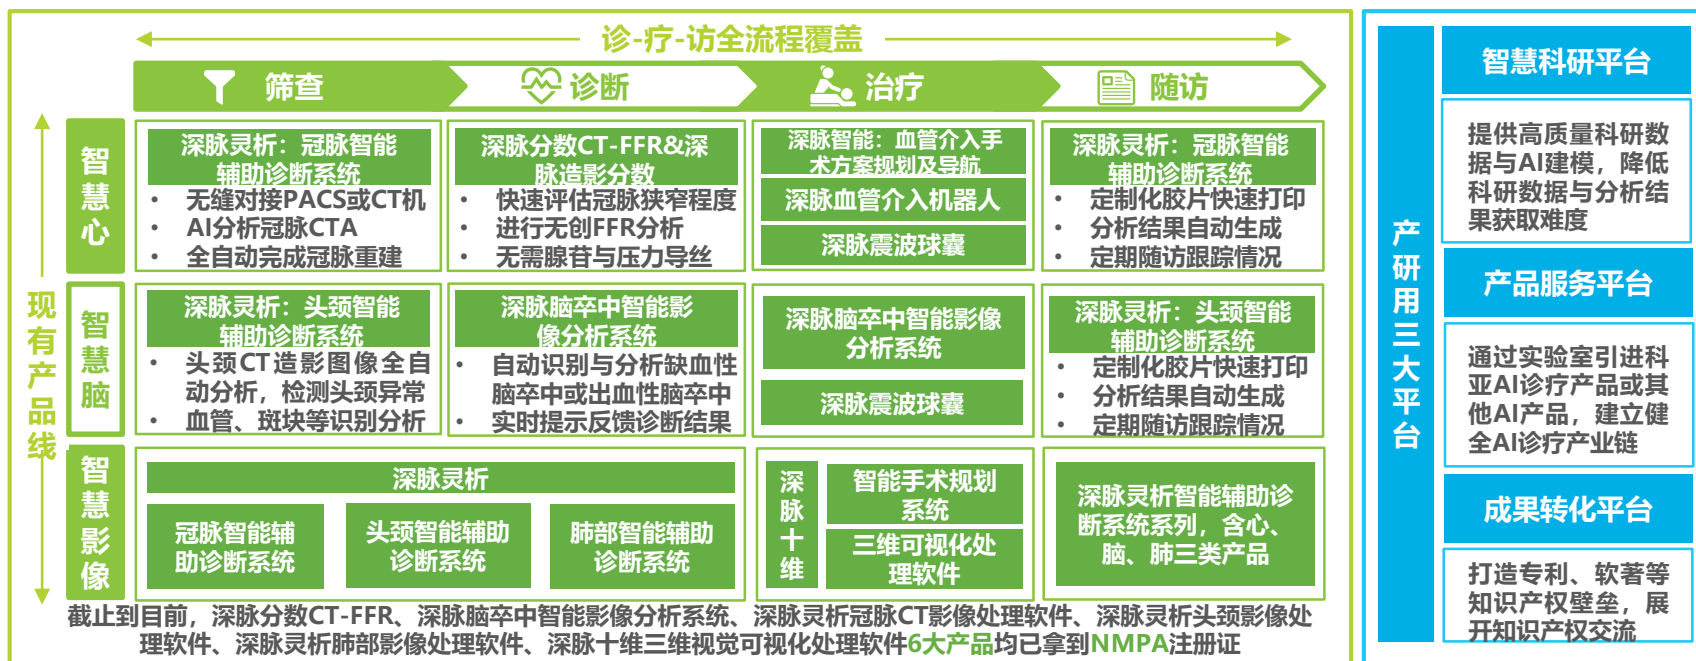 诊-疗-访全流程覆盖
筛查
诊断
治疗
随访
现有产品线
智慧心
深脉灵析：冠脉智能
辅助诊断系统
• 无缝对接PACS或CT机
• AI分析冠脉CTA
• 全自动完成冠脉重建
深脉分数CT-FFR&深
脉造影分数
• 快速评估冠脉狭窄程度
• 进行无创FFR分析
• 无需腺苷与压力导丝
深脉智能：血管介入手
术方案规划及导航
深脉血管介入机器人
深脉震波球囊
深脉灵析：冠脉智能
辅助诊断系统
• 定制化胶片快速打印
• 分析结果自动生成
• 定期随访跟踪情况
智慧脑
深脉灵析：头颈智能
辅助诊断系统
• 头颈CT造影图像全自
动分析，检测头颈异常
• 血管、斑块等识别分析
深脉脑卒中智能影
像分析系统
• 自动识别与分析缺血性
脑卒中或出血性脑卒中
• 实时提示反馈诊断结果
深脉脑卒中智能影像
分析系统
深脉震波球囊
深脉灵析：头颈智能
辅助诊断系统
• 定制化胶片快速打印
• 分析结果自动生成
• 定期随访跟踪情况
智慧影像
深脉灵析
冠脉智能辅
助诊断系统
头颈智能辅助
诊断系统
肺部智能辅助
诊断系统
深脉十维
智能手术规划
系统
三维可视化处
理软件
深脉灵析智能辅助诊
断系统系列，含心、
脑、肺三类产品
截止到目前，深脉分数CT-FFR、深脉脑卒中智能影像分析系统、深脉灵析冠脉CT影像处理软件、深脉灵析头颈影像处
理软件、深脉灵析肺部影像处理软件、深脉十维三维视觉可视化处理软件6大产品均已拿到NMPA注册证
产研用三大平台
智慧科研平台
提供高质量科研数
据与AI建模，降低
科研数据与分析结
果获取难度
产品服务平台
通过实验室引进科
亚AI诊疗产品或其
他AI产品，建立健
全AI诊疗产业链
成果转化平台
打造专利、软著等
知识产权壁垒，展
开知识产权交流